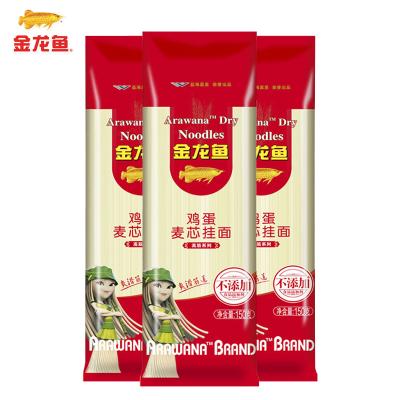 金龙鱼
Arawana™ Dry
Noodles
金龙鱼
鸡蛋
麦芯挂面
高筋系列
不添加
净含量:150克
ARAWANA™ BRAND